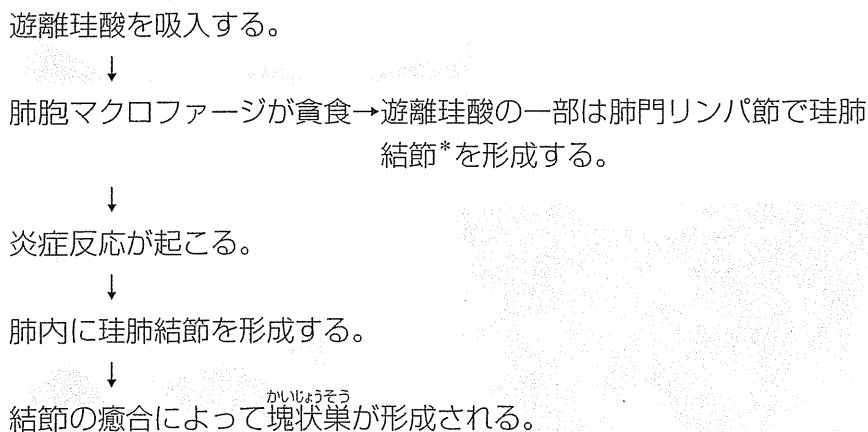 遊離珪酸を吸入する。
↓
肺胞マクロファージが貪食→遊離珪酸の一部は肺門リンパ節で珪肺
結節*を形成する。
↓
炎症反応が起こる。
↓
肺内に珪肺結節を形成する。
↓
かいじょうそう
結節の癒合によって塊状巣が形成される。